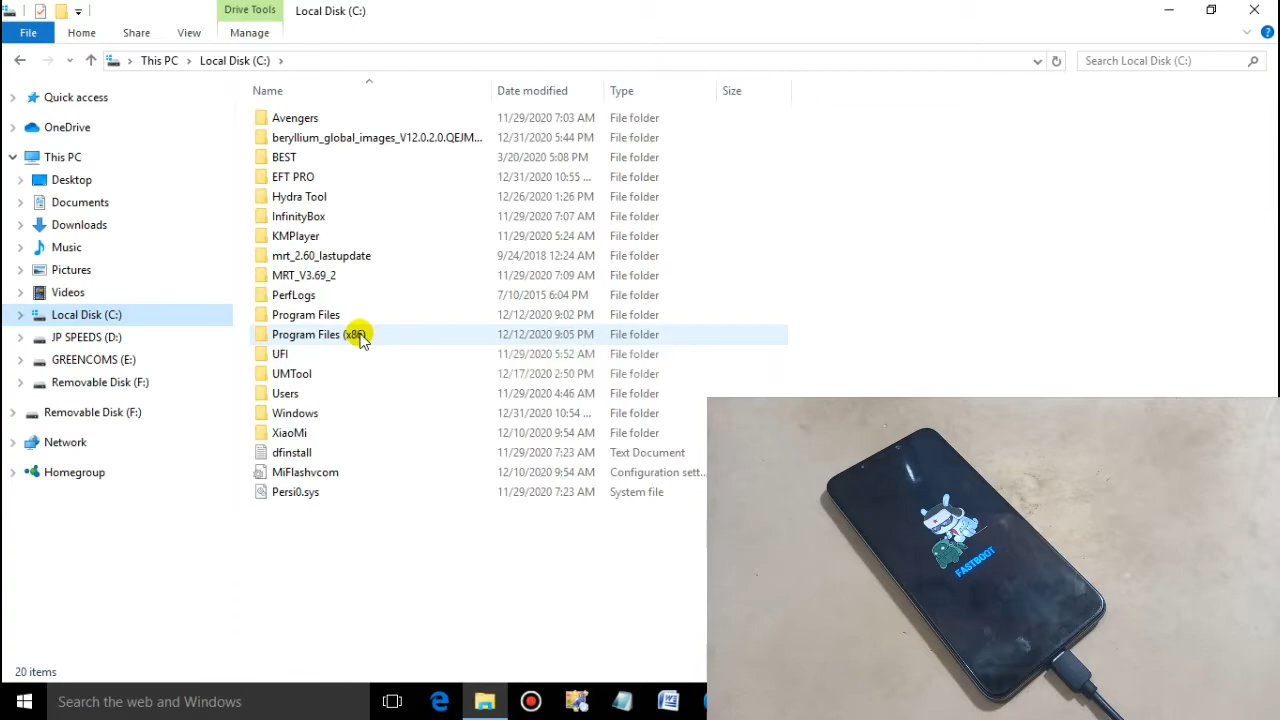 Drive Tools
Local Disk (C:)
File
Home
Share
View
Manage
This PC
Local Disk (C:)
Search Local Disk (C:)
Name
Date modified
Type
Size
Quick access
OneDrive
This PC
Desktop
Documents
Downloads
Music
Pictures
Videos
Local Disk (C:)
JP SPEEDS (D:)
GREENCOMS (E:)
Removable Disk (F:)
Removable Disk (F:)
Network
Homegroup
Avengers 11/29/2020 7:03 AM File folder
beryllium_global_images_V12.0.2.0.QEJM... 12/31/2020 5:44 PM File folder
BEST 3/20/2020 5:08 PM File folder
EFT PRO 12/31/2020 10:55 ... File folder
Hydra Tool 12/26/2020 1:26 PM File folder
InfinityBox 11/29/2020 7:07 AM File folder
KMPlayer 11/29/2020 5:24 AM File folder
mrt_2.60_lastupdate 9/24/2018 12:24 AM File folder
MRT_V3.69_2 11/29/2020 7:09 AM File folder
PerfLogs 7/10/2015 6:04 PM File folder
Program Files 12/12/2020 9:02 PM File folder
Program Files (x86) 12/12/2020 9:05 PM File folder
UFI 11/29/2020 5:52 AM File folder
UMTool 12/17/2020 2:50 PM File folder
Users 11/29/2020 4:46 AM File folder
Windows 12/31/2020 10:54 ... File folder
XiaoMi 12/10/2020 9:54 AM File folder
dfinstall 11/29/2020 7:23 AM Text Document
MiFlashvcom 12/10/2020 9:54 AM Configuration sett...
Persi0.sys 11/29/2020 7:23 AM System file
FASTBOOT
20 items
Search the web and Windows